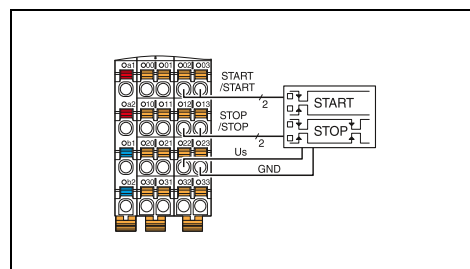 a1 00 01 02 03
START
/START
2
START
a2 10 11 12 13
STOP
/STOP
2
STOP
b1 20 21 22 23
Us
GND
b2 30 31 32 33